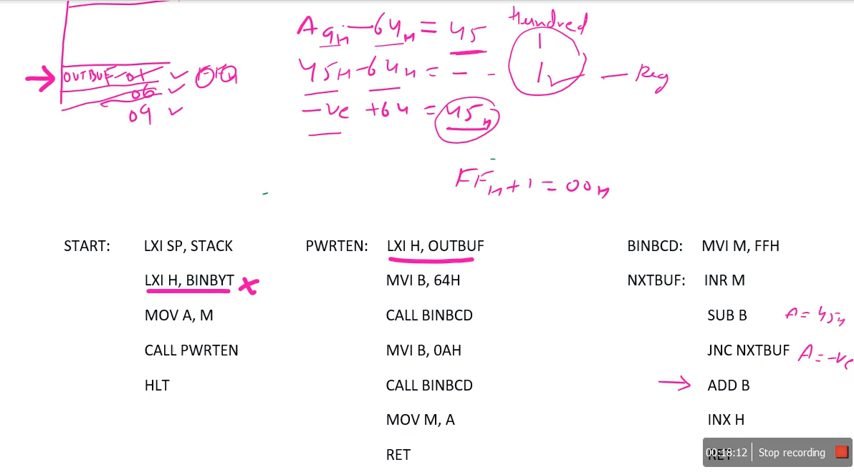 A9H – 64H = 45
Hundred
OUTBUF - 01 ✓
45H – 64H = - -
1
1 ✓ — Reg
06 ✓
09 ✓
-ve + 64 = 45H
FFH + 1 = 00H
START: LXI SP, STACK PWRTEN: LXI H, OUTBUF BINBCD: MVI M, FFH
LXI H, BINBYT × MVI B, 64H NXTBUF: INR M
MOV A, M CALL BINBCD SUB B A = 45H
CALL PWRTEN MVI B, 0AH JNC NXTBUF A = -ve
HLT CALL BINBCD → ADD B
MOV M, A INX H
RET RET
00:18:12 Stop recording